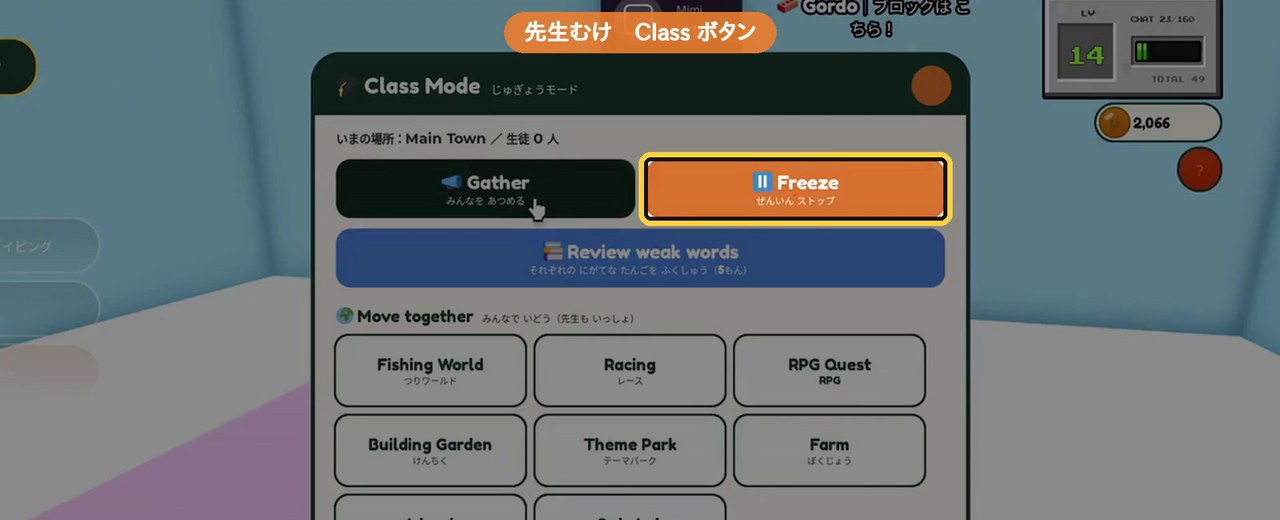 先生むけ Class ボタン
Mimi
Gordo | ブロックは こ
ちら！
LV
14
CHAT 23/160
TOTAL 49
2,066
?
Class Mode じゅぎょうモード
いまの場所：Main Town ／ 生徒 0 人
Gather
みんなを あつめる
Freeze
ぜんいん ストップ
Review weak words
それぞれの にがてな たんごを ふくしゅう（5もん）
イピング
Move together みんなで いどう（先生も いっしょ）
Fishing World
つりワールド
Racing
レース
RPG Quest
RPG
Building Garden
けんちく
Theme Park
テーマパーク
Farm
ぼくじょう